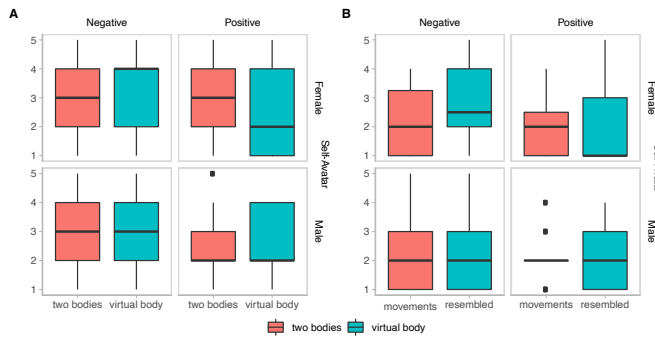 A
B
Negative
Positive
Negative
Positive
5
4
3
2
1
Female
5
4
3
2
1
Female
Self-Avatar
5
4
3
2
1
Male
5
4
3
2
1
Male
two bodies
virtual body
two bodies
virtual body
movements
resembled
movements
resembled
two bodies
virtual body